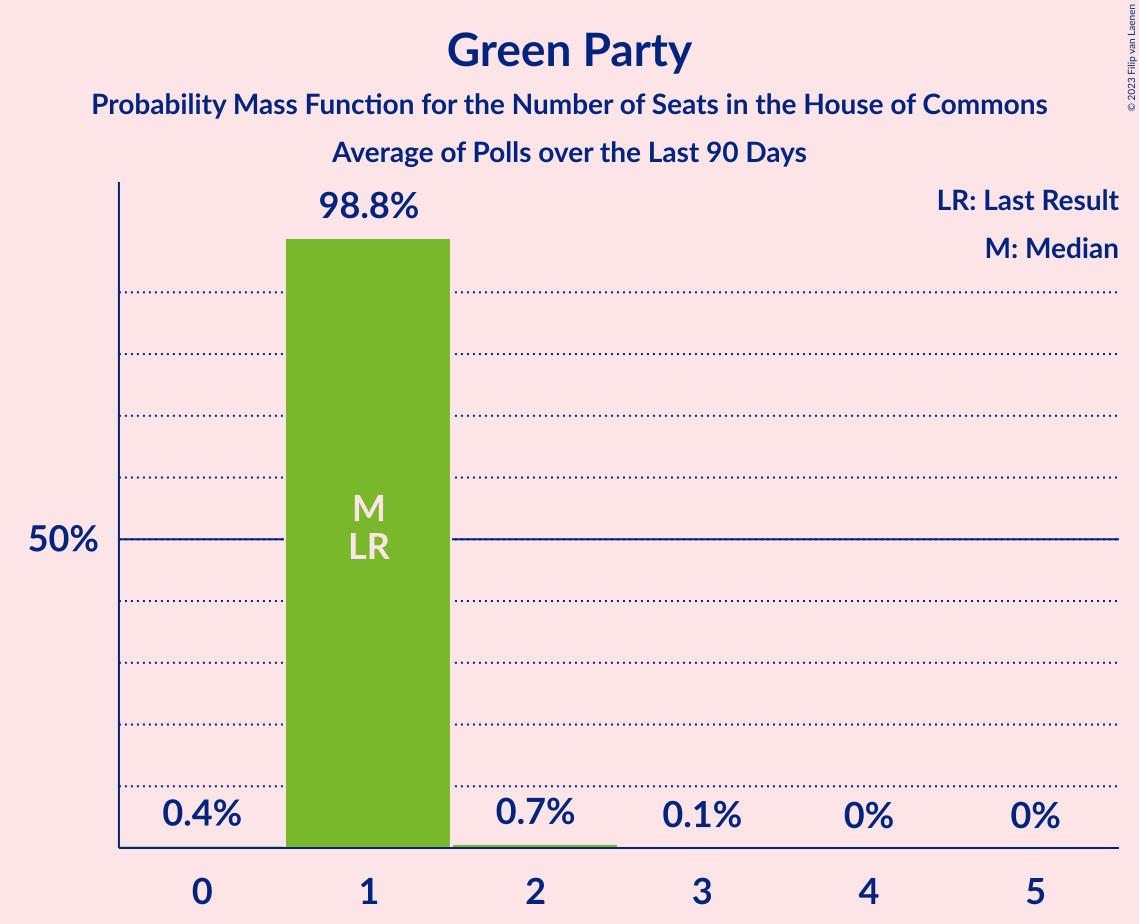 Green Party
Probability Mass Function for the Number of Seats in the House of Commons
Average of Polls over the Last 90 Days
© 2023 Filip van Laenen
LR: Last Result
M: Median
98.8%
M
LR
50%
0.4%
0.7%
0.1%
0%
0%
0
1
2
3
4
5